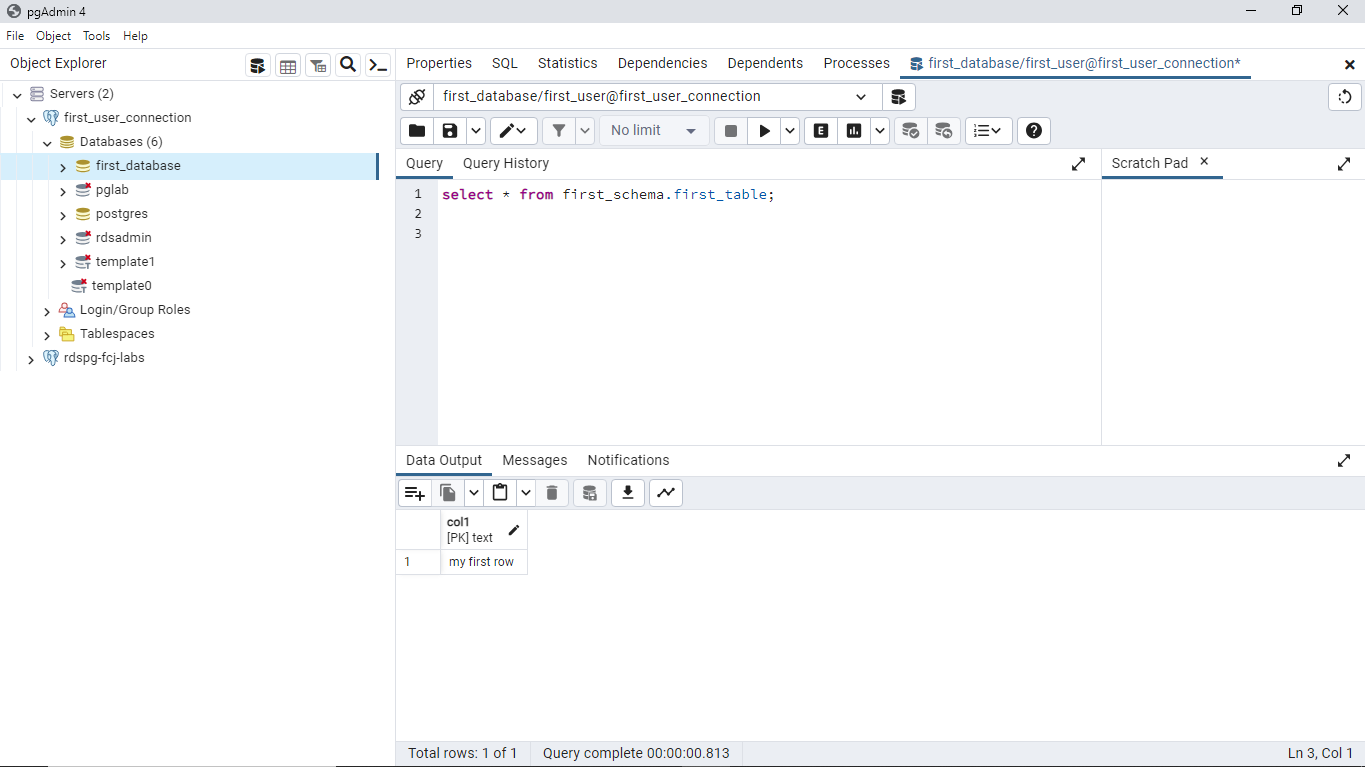 pgAdmin 4
File Object Tools Help
Object Explorer
Servers (2)
first_user_connection
Databases (6)
first_database
pglab
postgres
rdsadmin
template1
template0
Login/Group Roles
Tablespaces
rdspg-fcj-labs
Properties SQL Statistics Dependencies Dependents Processes first_database/first_user@first_user_connection*
first_database/first_user@first_user_connection
No limit
E
Query Query History
Scratch Pad
1 select * from first_schema.first_table;
2
3
Data Output Messages Notifications
col1
[PK] text
1 my first row
Total rows: 1 of 1 Query complete 00:00:00.813 Ln 3, Col 1